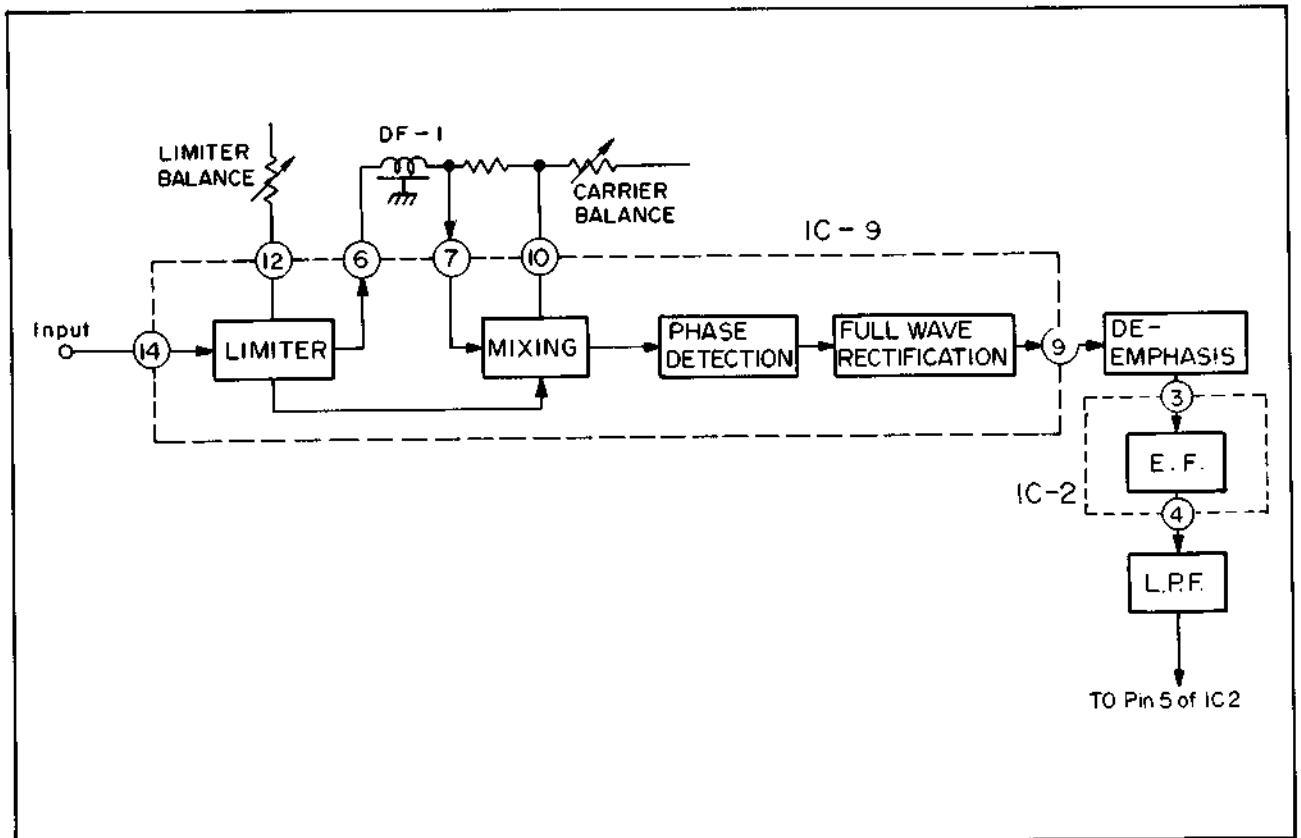 DF-1
LIMITER
BALANCE
CARRIER
BALANCE
IC-9
12
6
7
10
Input
14
LIMITER
MIXING
PHASE
DETECTION
FULL WAVE
RECTIFICATION
9
DE-
EMPHASIS
3
E.F.
IC-2
4
L.P.F.
TO Pin 5 of IC2